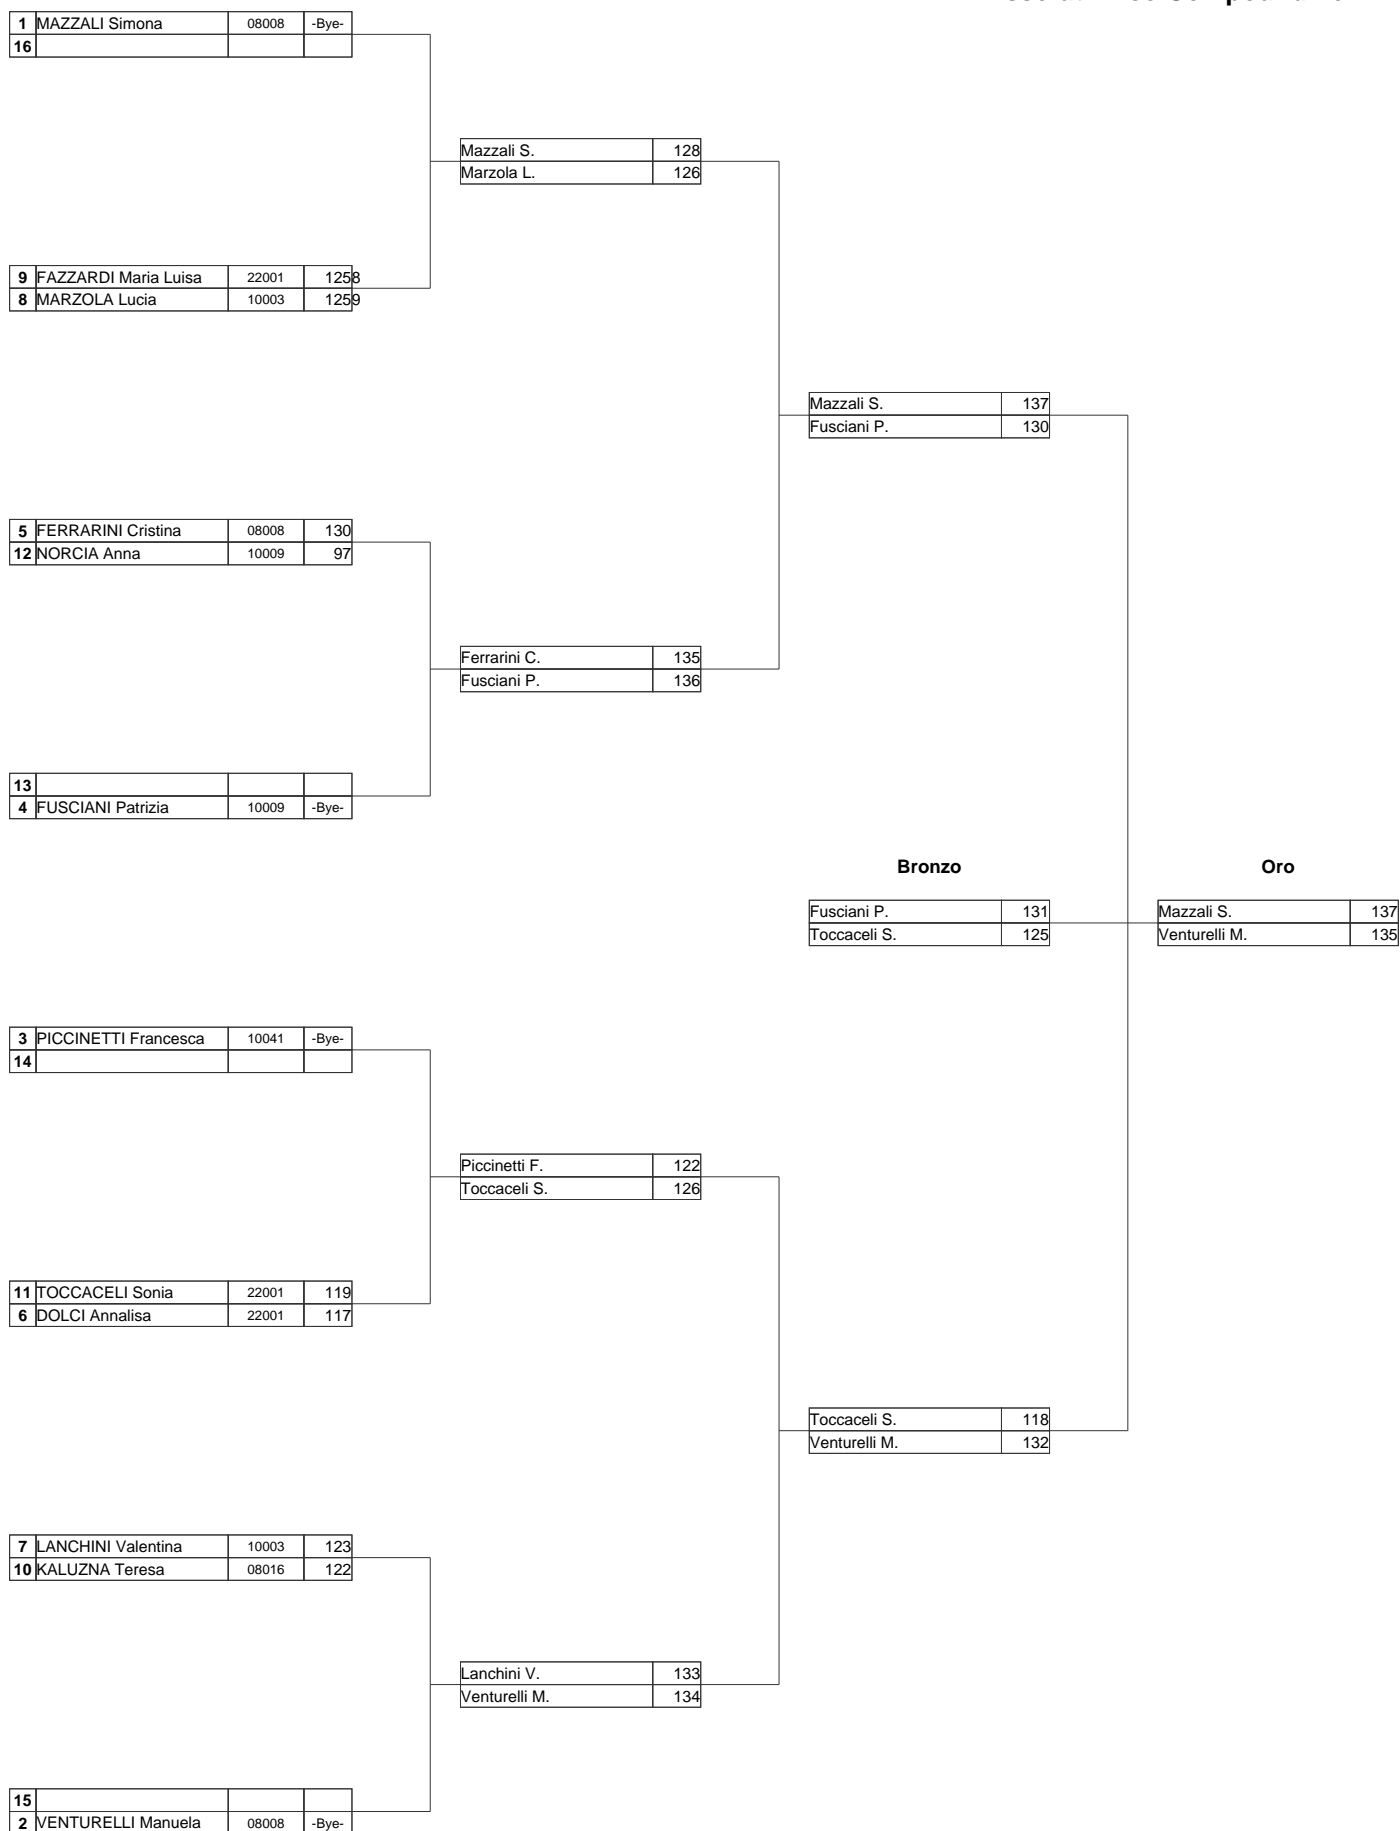 1 MAZZALI Simona 08008 -Bye-
16
Mazzali S. 128
Marzola L. 126
9 FAZZARDI Maria Luisa 22001 1258
8 MARZOLA Lucia 10003 1259
Mazzali S. 137
Fusciani P. 130
5 FERRARINI Cristina 08008 130
12 NORCIA Anna 10009 97
Ferrarini C. 135
Fusciani P. 136
13
4 FUSCIANI Patrizia 10009 -Bye-
Bronzo Oro
Fusciani P. 131 Mazzali S. 137
Toccaceli S. 125 Venturelli M. 135
3 PICCINETTI Francesca 10041 -Bye-
14
Piccinetti F. 122
Toccaceli S. 126
11 TOCCACELI Sonia 22001 119
6 DOLCI Annalisa 22001 117
Toccaceli S. 118
Venturelli M. 132
7 LANCHINI Valentina 10003 123
10 KALUZNA Teresa 08016 122
Lanchini V. 133
Venturelli M. 134
15
2 VENTURELLI Manuela 08008 -Bye-